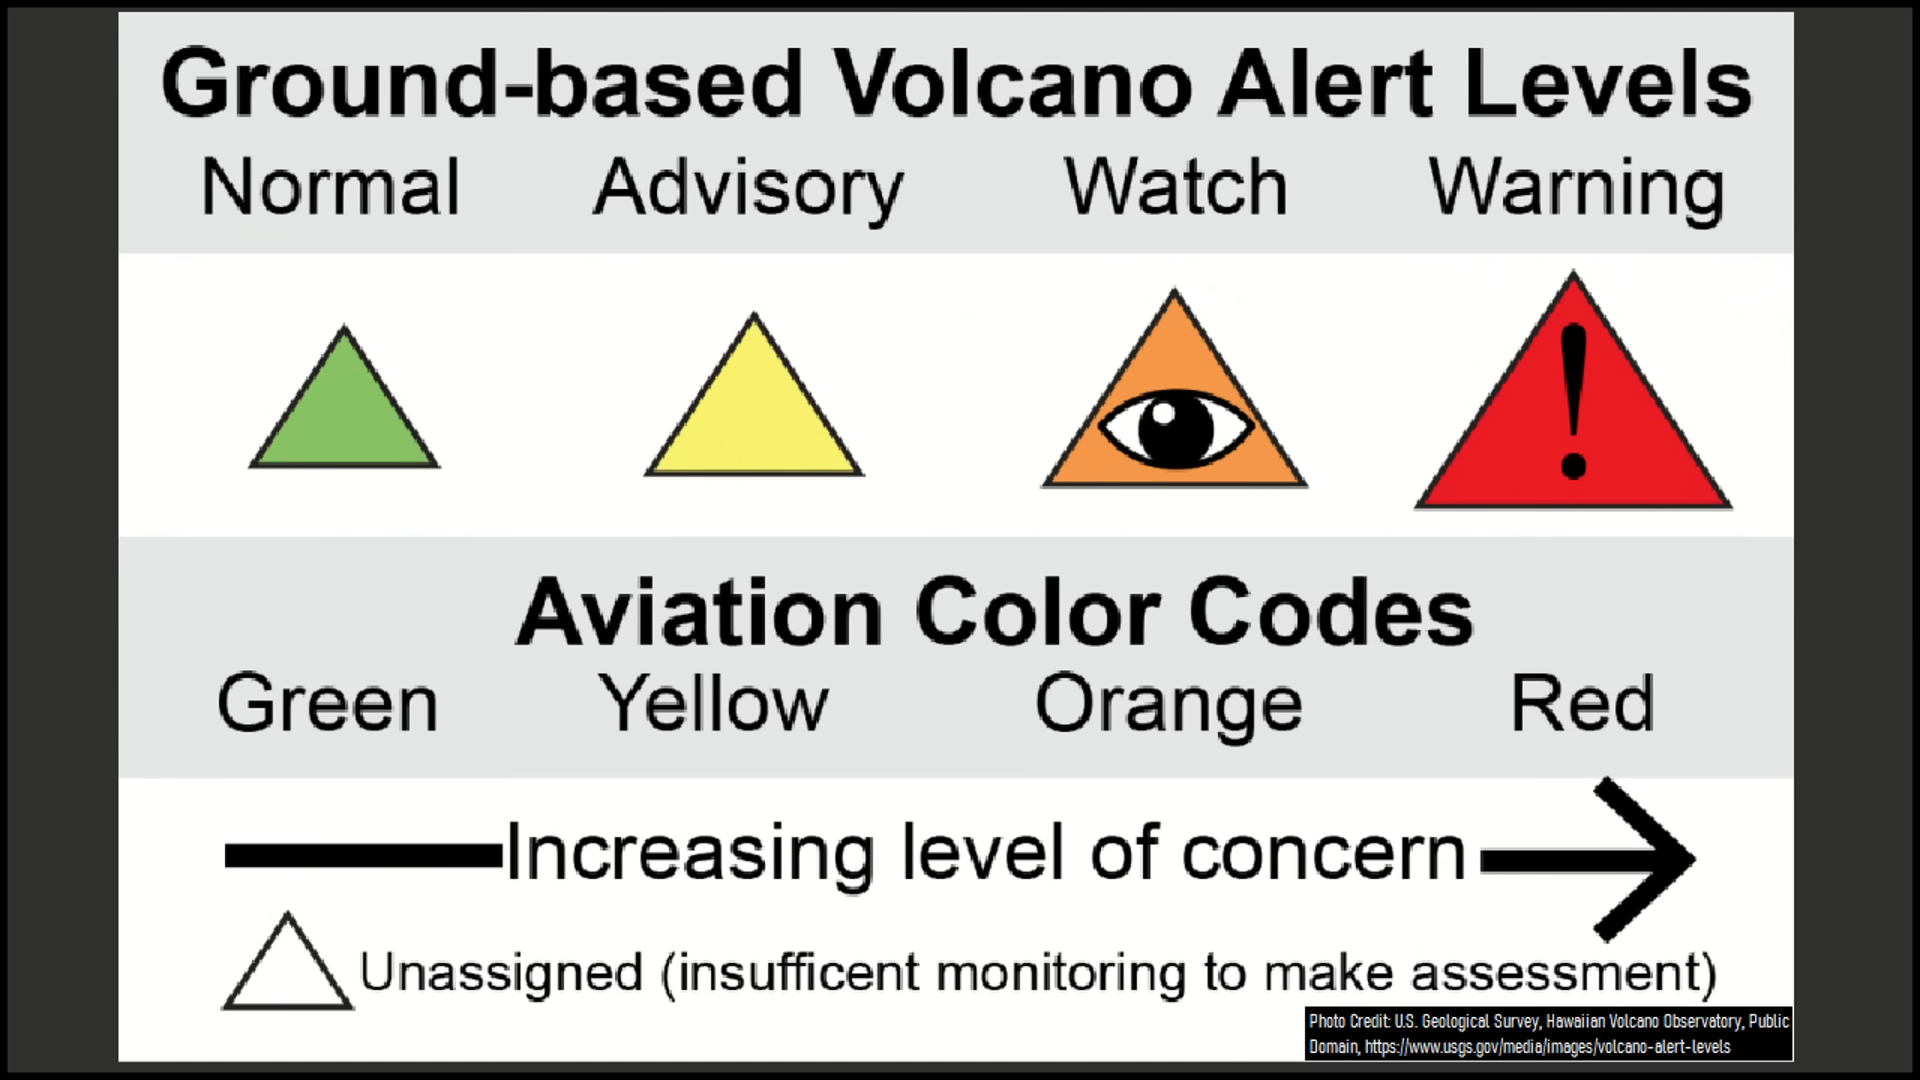 Ground-based Volcano Alert Levels
Normal Advisory Watch Warning
!
Aviation Color Codes
Green Yellow Orange Red
Increasing level of concern
Unassigned (insufficent monitoring to make assessment)
Photo Credit: U.S. Geological Survey, Hawaiian Volcano Observatory, Public
Domain, https://www.usgs.gov/media/images/volcano-alert-levels